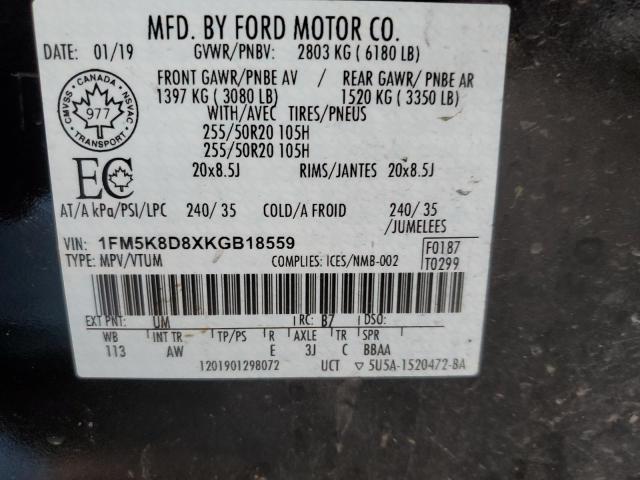 MFD. BY FORD MOTOR CO.
DATE: 01/19 GVWR/PNBV: 2803 KG ( 6180 LB)
FRONT GAWR/PNBE AV / REAR GAWR/ PNBE AR
1397 KG ( 3080 LB) 1520 KG ( 3350 LB)
CANADA
CMVSS NSVAC
977
TRANSPORT
WITH/AVEC TIRES/PNEUS
255/50R20 105H
255/50R20 105H
EC
20x8.5J RIMS/JANTES 20x8.5J
AT/A kPa/PSI/LPC 240/ 35 COLD/A FROID 240/ 35
/JUMELEES
VIN: 1FM5K8D8XKGB18559 F0187
TYPE: MPV/VTUM COMPLIES: ICES/NMB-002 T0299
EXT PNT: UM RC: B7 DSO:
WB INT TR TP/PS R AXLE TR SPR
113 AW E 3J C BBAA
1201901298072 UCT ▽ 5U5A-1520472-BA